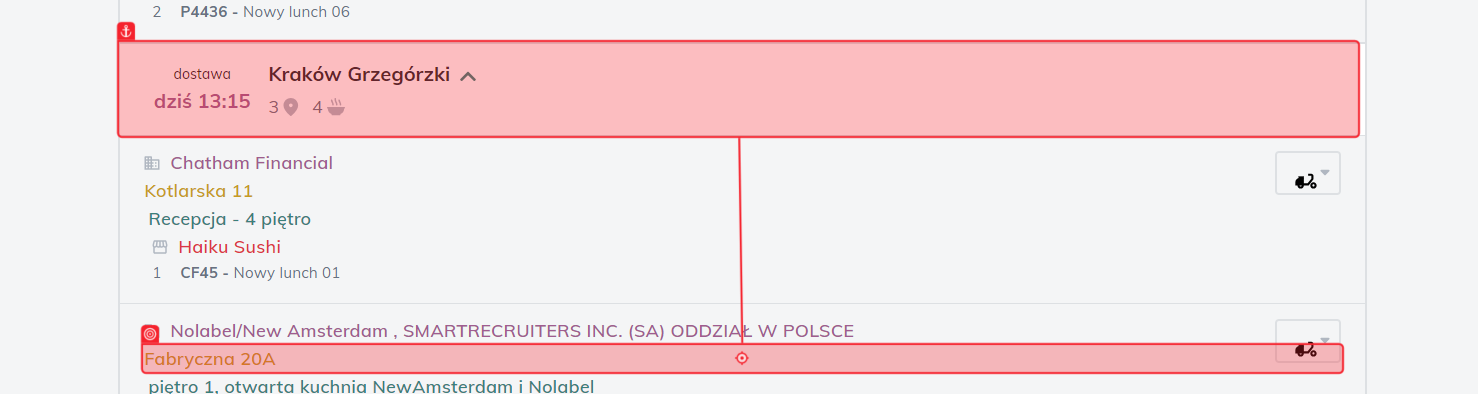 2 P4436 - Nowy lunch 06
dostawa
Kraków Grzegórzki
dziś 13:15
3 4
Chatham Financial
Kotlarska 11
Recepcja - 4 piętro
Haiku Sushi
1 CF45 - Nowy lunch 01
Nolabel/New Amsterdam , SMARTRECRUITERS INC. (SA) ODDZIAŁ W POLSCE
Fabryczna 20A
piętro 1, otwarta kuchnia NewAmsterdam i Nolabel